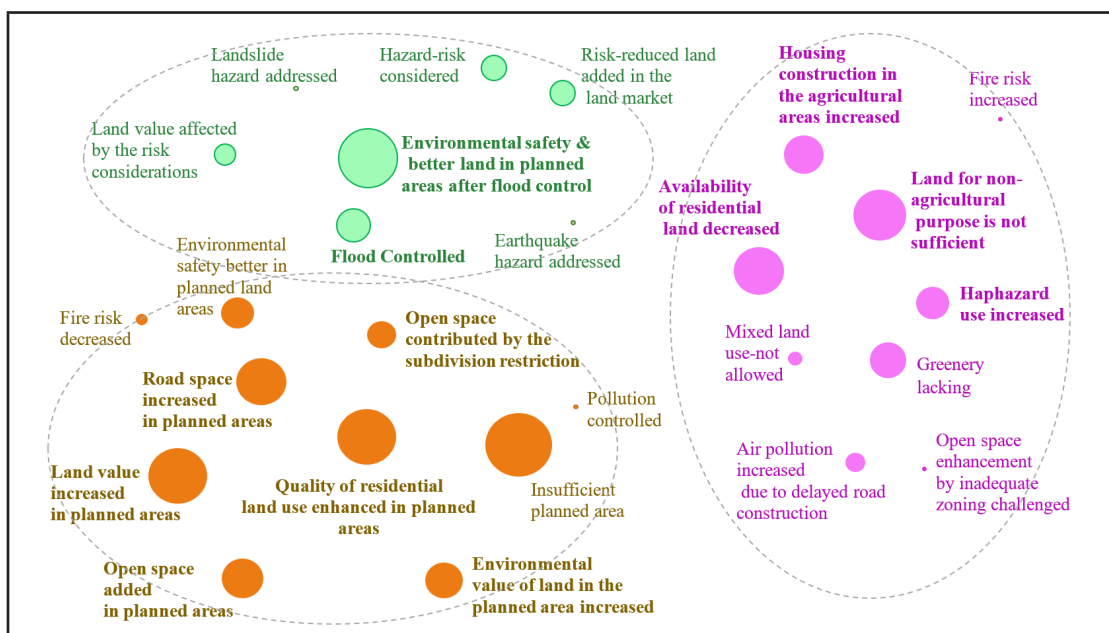 Landslide
hazard addressed
Hazard-risk
considered
Risk-reduced land
added in the
land market
Land value affected
by the risk
considerations
Environmental safety &
better land in planned
areas after flood control
Flood Controlled
Earthquake
hazard addressed
Housing
construction in
the agricultural
areas increased
Fire risk
increased
Availability
of residential
land decreased
Land for non-
agricultural
purpose is not
sufficient
Haphazard
use increased
Mixed land
use-not
allowed
Greenery
lacking
Air pollution
increased
due to delayed road
construction
Open space
enhancement
by inadequate
zoning challenged
Environmental
safety better in
planned land
areas
Fire risk
decreased
Open space
contributed by the
subdivision restriction
Road space
increased
in planned areas
Pollution
controlled
Land value
increased
in planned areas
Quality of residential
land use enhanced in planned
areas
Insufficient
planned area
Open space
added
in planned areas
Environmental
value of land in the
planned area increased